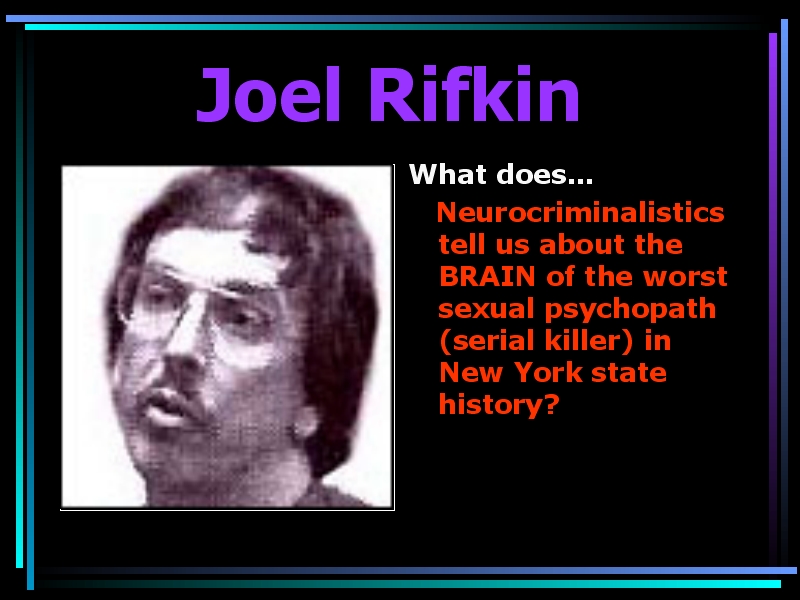 Joel Rifkin
What does…
Neurocriminalistics
tell us about the
BRAIN of the worst
sexual psychopath
(serial killer) in
New York state
history?